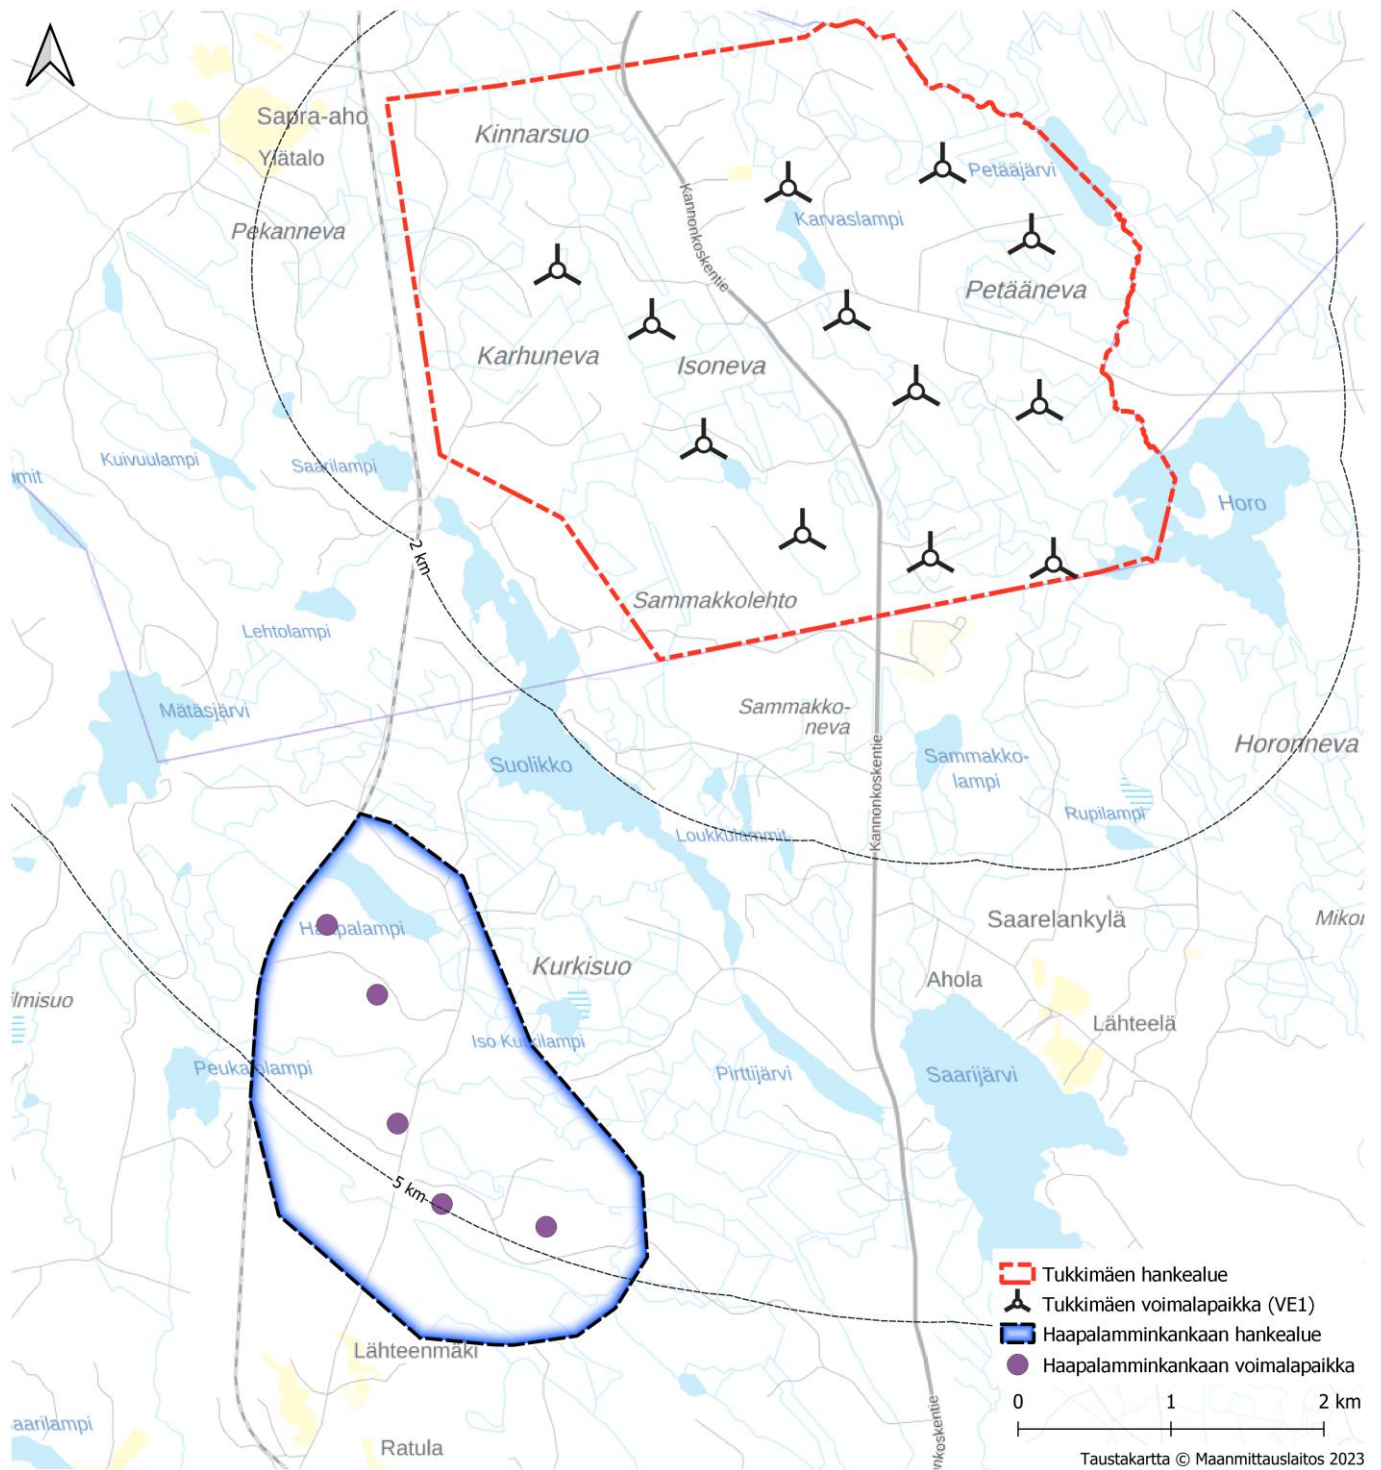 Sapra-aho
Kinnarsuo
Ylätalo
Petääjärvi
Kannonkoskentie
Karvaslampi
Pekanneva
Petääneva
Karhuneva
Isoneva
Kuivuulampi
Saarilampi
Horo
2 km
Sammakkolehto
Lehtolampi
Mätäsjärvi
Sammakko-
neva
Suolikko
Horonneva
Sammakko-
lampi
Kannonkoskentie
Rupilampi
Loukkulammit
Saarelankylä
Haapalampi
Kurkisuo
Ahola
Lähteelä
Iso Kurkilampi
Peukalolampi
Pirttijärvi
Saarijärvi
5 km
Lähteenmäki
Ratula
Tukkimäen hankealue
Tukkimäen voimalapaikka (VE1)
Haapalamminkankaan hankealue
Haapalamminkankaan voimalapaikka
0 1 2 km
Taustakartta © Maanmittauslaitos 2023